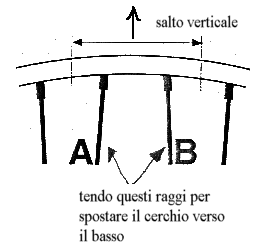 salto verticale
A B
tendo questi raggi per
spostare il cerchio verso
il basso